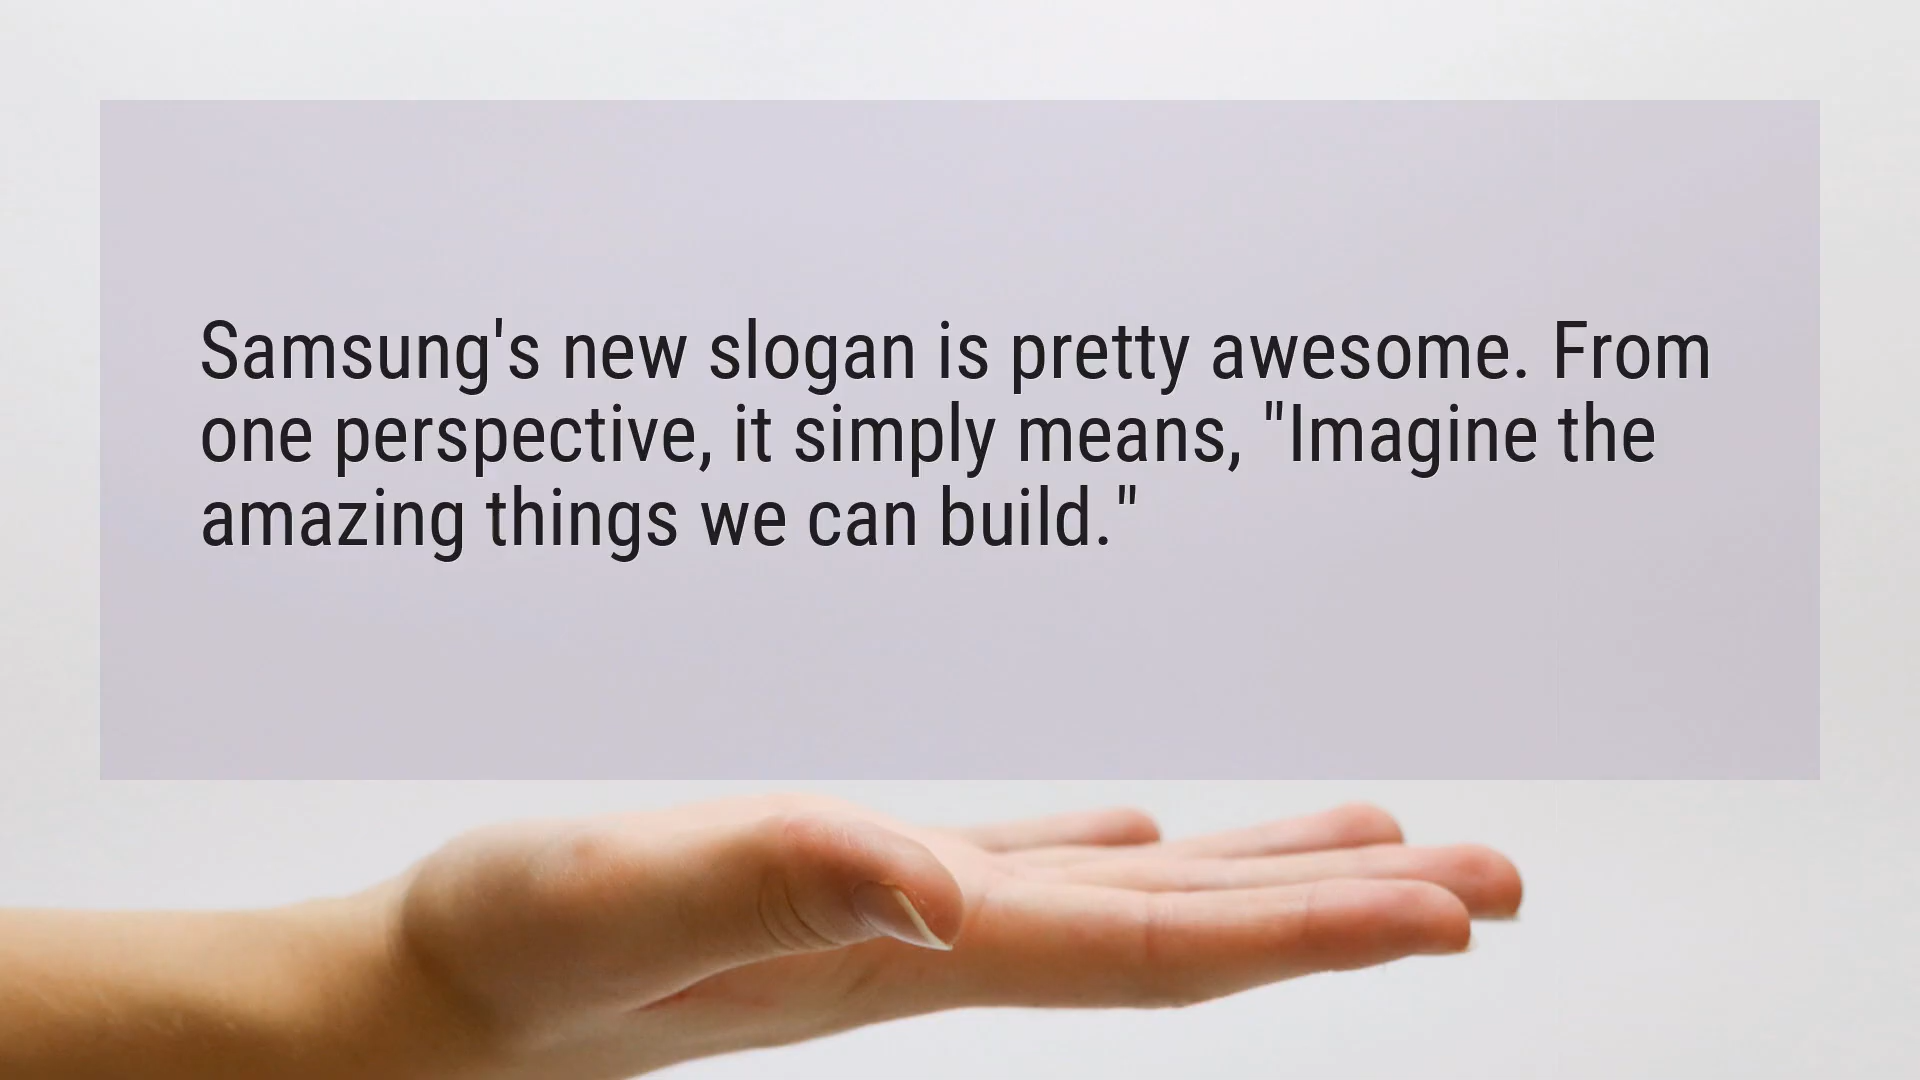 Samsung's new slogan is pretty awesome. From
one perspective, it simply means, "Imagine the
amazing things we can build."